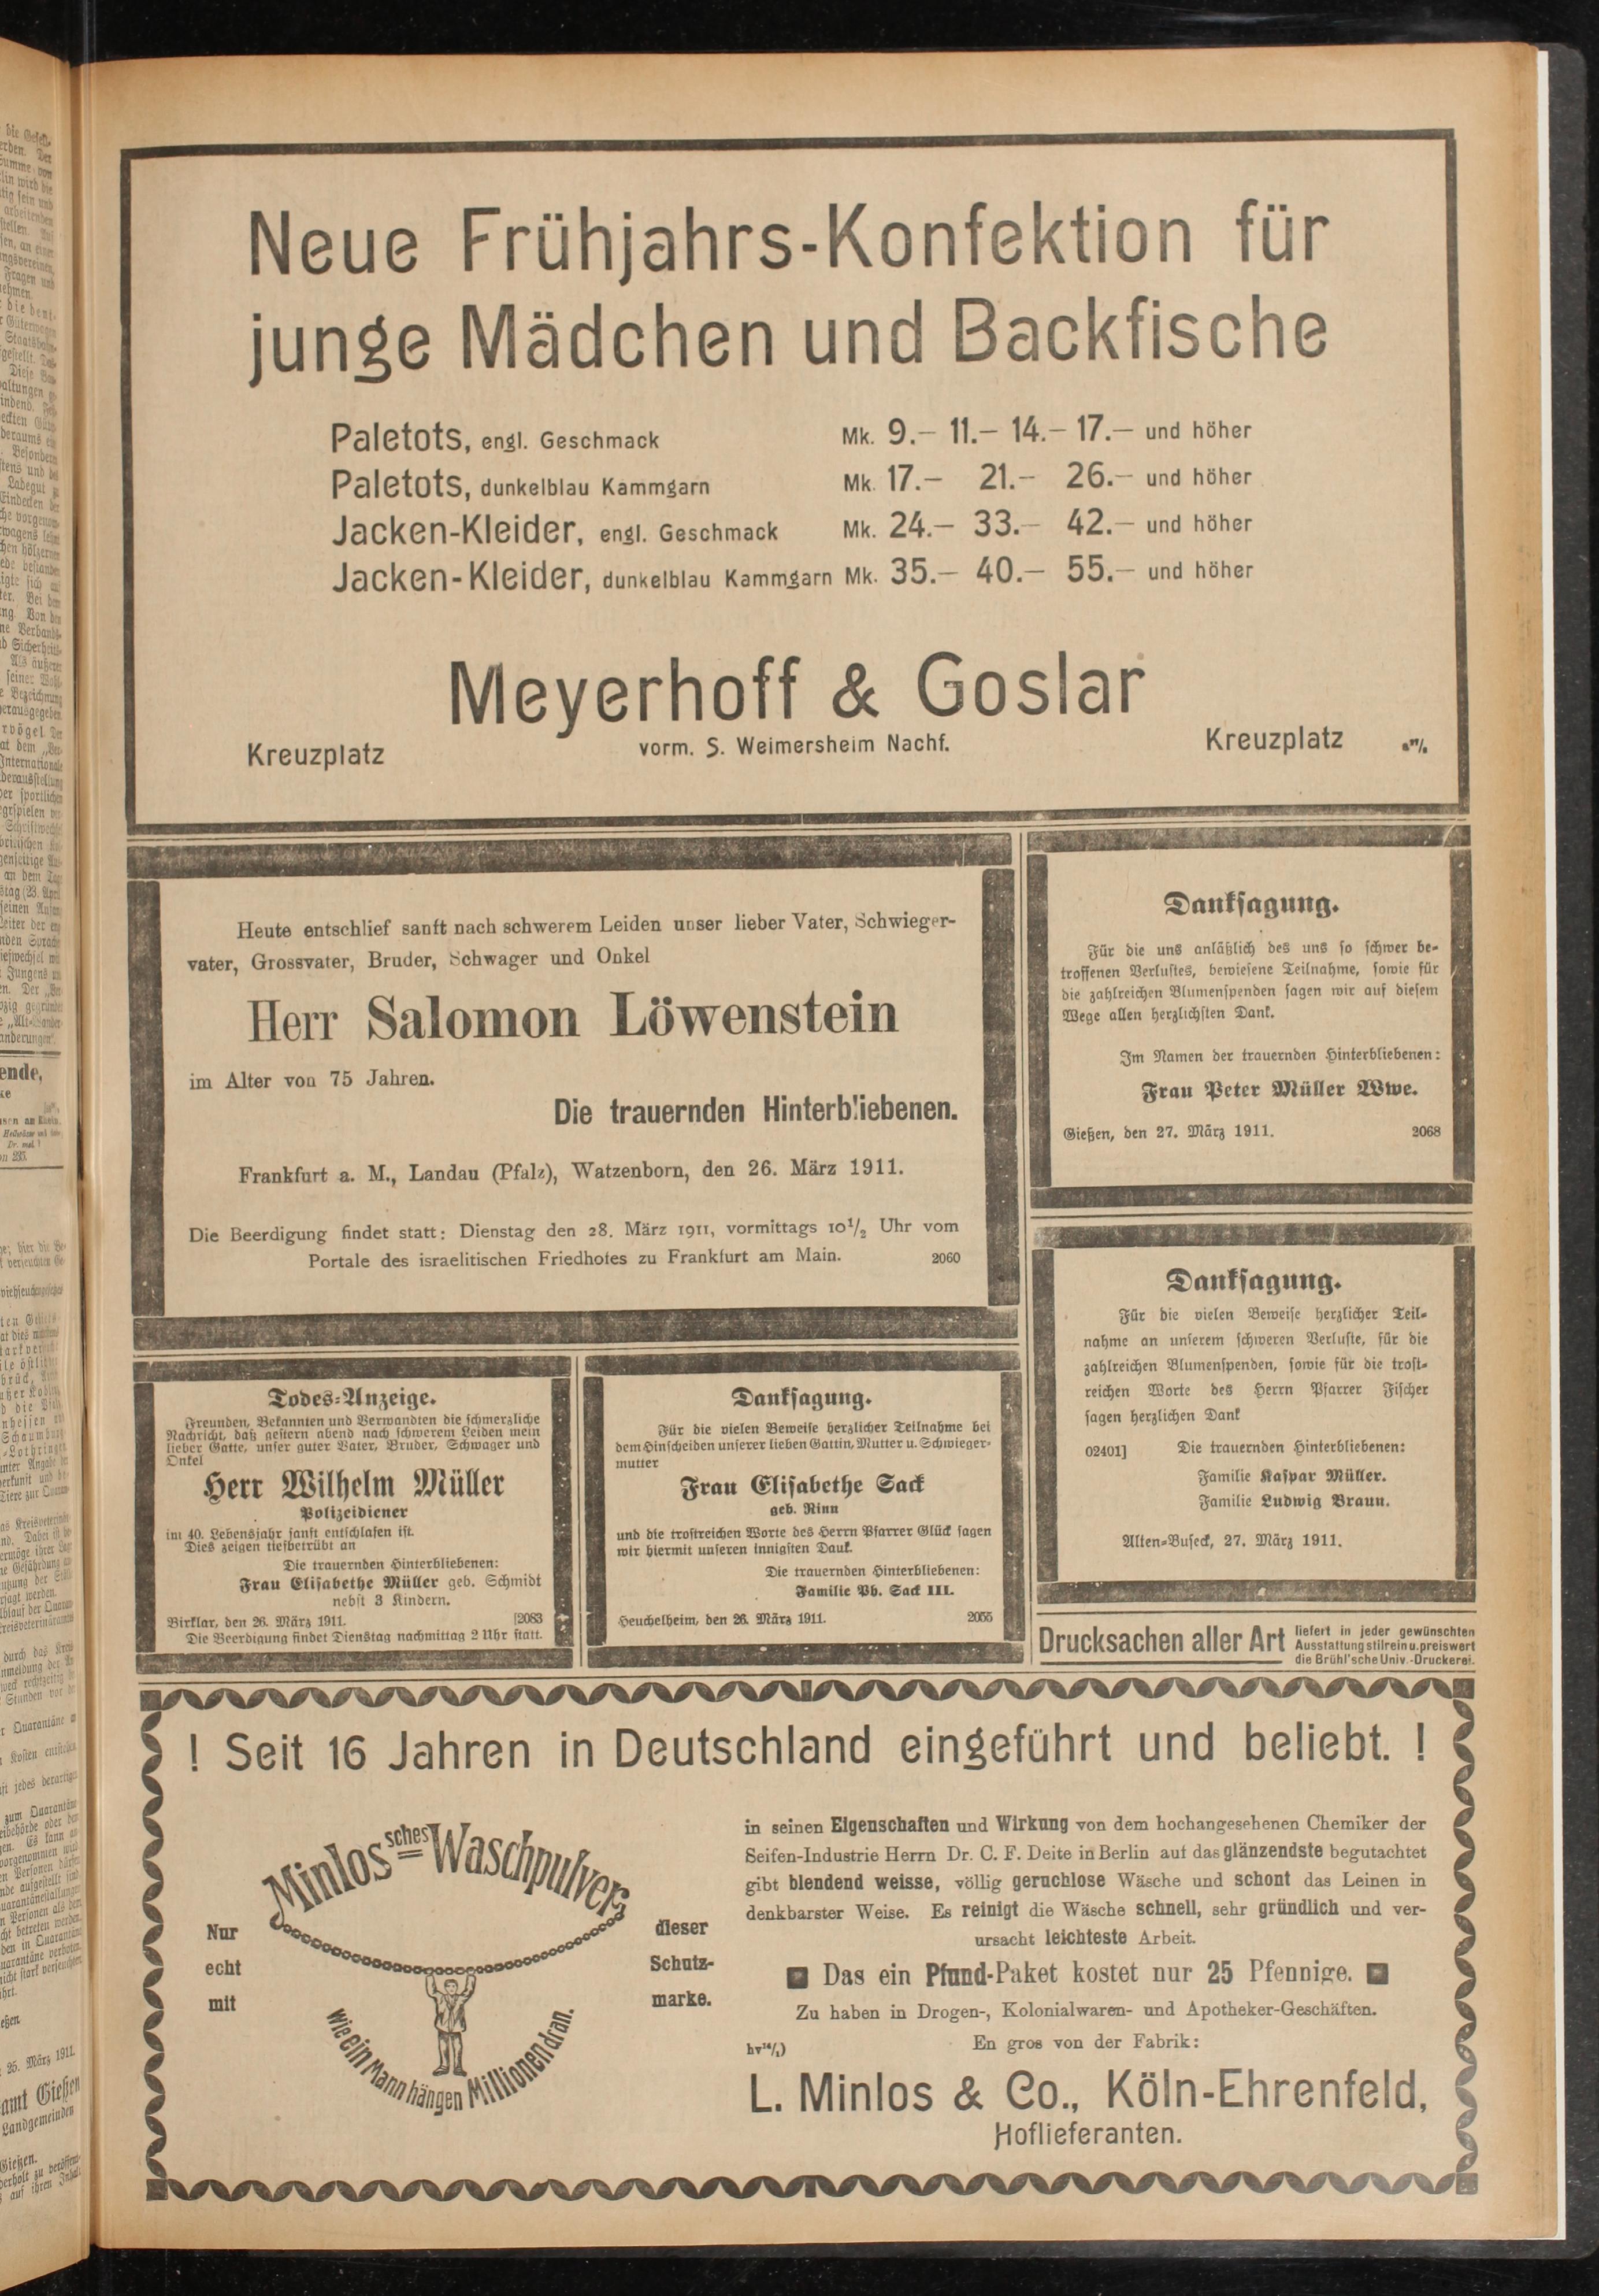 Neue Frühjahrs-Konfektion für
junge Mädchen und Backfische
Paletots, engl. Geschmack Mk. 9.— 11.— 14.— 17.— und höher
Paletots, dunkelblau Kammgarn Mk. 17.— 21.— 26.— und höher
Jacken-Kleider, engl. Geschmack Mk. 24.— 33.— 42.— und höher
Jacken-Kleider, dunkelblau Kammgarn Mk. 35.— 40.— 55.— und höher
Meyerhoff & Goslar
Kreuzplatz vorm. S. Weimersheim Nachf. Kreuzplatz
Heute entschlief sanft nach schwerem Leiden unser lieber Vater, Schwieger-
vater, Grossvater, Bruder, Schwager und Onkel
Herr Salomon Löwenstein
im Alter von 75 Jahren.
Die trauernden Hinterbliebenen.
Frankfurt a. M., Landau (Pfalz), Watzenborn, den 26. März 1911.
Die Beerdigung findet statt: Dienstag den 28. März 1911, vormittags 10½ Uhr vom
Portale des israelitischen Friedhofes zu Frankfurt am Main. 2060
Danksagung.
Für die uns anläßlich des uns so schwer be-
troffenen Verlustes, bewiesene Teilnahme, sowie für
die zahlreichen Blumenspenden sagen wir auf diesem
Wege allen herzlichsten Dank.
Im Namen der trauernden Hinterbliebenen:
Frau Peter Müller Wwe.
Gießen, den 27. März 1911. 2068
Danksagung.
Für die vielen Beweise herzlicher Teil-
nahme an unserem schweren Verluste, für die
zahlreichen Blumenspenden, sowie für die trost-
reichen Worte des Herrn Pfarrer Fischer
sagen herzlichen Dank
02401] Die trauernden Hinterbliebenen:
Familie Kaspar Müller.
Familie Ludwig Braun.
Alten-Buseck, 27. März 1911.
Todes-Anzeige.
Freunden, Bekannten und Verwandten die schmerzliche
Nachricht, daß gestern abend nach schwerem Leiden mein
lieber Gatte, unser guter Vater, Bruder, Schwager und
Onkel
Herr Wilhelm Müller
Polizeidiener
im 40. Lebensjahr sanft entschlafen ist.
Dies zeigen tiefbetrübt an
Die trauernden Hinterbliebenen:
Frau Elisabethe Müller geb. Schmidt
nebst 3 Kindern.
Birklar, den 26. März 1911. [2083
Die Beerdigung findet Dienstag nachmittag 2 Uhr statt.
Danksagung.
Für die vielen Beweise herzlicher Teilnahme bei
dem Hinscheiden unserer lieben Gattin, Mutter u. Schwieger-
mutter
Frau Elisabethe Sack
geb. Rinn
und die trostreichen Worte des Herrn Pfarrer Glück sagen
wir hiermit unseren innigsten Dank.
Die trauernden Hinterbliebenen:
Familie Ph. Sack III.
Heuchelheim, den 26. März 1911. 2055
Drucksachen aller Art liefert in jeder gewünschten
Ausstattung stilrein u. preiswert
die Brühl'sche Univ.-Druckerei.
! Seit 16 Jahren in Deutschland eingeführt und beliebt. !
Minlos'sches Waschpulver
Nur echt mit
dieser Schutz-marke.
wie ein Mann hängen Millionen dran.
in seinen Eigenschaften und Wirkung von dem hochangesehenen Chemiker der
Seifen-Industrie Herrn Dr. C. F. Deite in Berlin auf das glänzendste begutachtet
gibt blendend weisse, völlig geruchlose Wäsche und schont das Leinen in
denkbarster Weise. Es reinigt die Wäsche schnell, sehr gründlich und ver-
ursacht leichteste Arbeit.
Das ein Pfund-Paket kostet nur 25 Pfennige.
Zu haben in Drogen-, Kolonialwaren- und Apotheker-Geschäften.
En gros von der Fabrik:
L. Minlos & Co., Köln-Ehrenfeld,
Hoflieferanten.